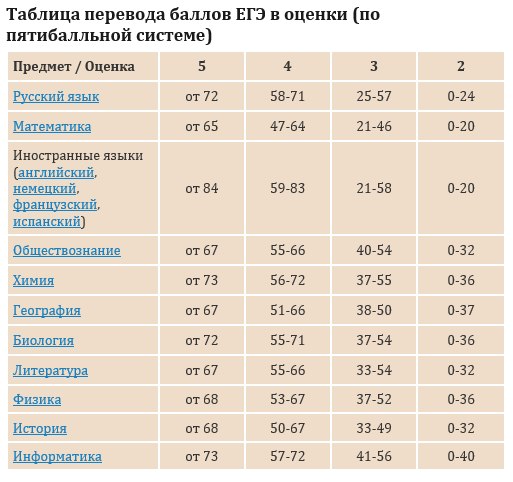 Таблица перевода баллов ЕГЭ в оценки (по
пятибалльной системе)
Предмет / Оценка 5 4 3 2
Русский язык от 72 58-71 25-57 0-24
Математика от 65 47-64 21-46 0-20
Иностранные языки
(английский,
немецкий, от 84 59-83 21-58 0-20
французский,
испанский)
Обществознание от 67 55-66 40-54 0-32
Химия от 73 56-72 37-55 0-36
География от 67 51-66 38-50 0-37
Биология от 72 55-71 37-54 0-36
Литература от 67 55-66 33-54 0-32
Физика от 68 53-67 37-52 0-36
История от 68 50-67 33-49 0-32
Информатика от 73 57-72 41-56 0-40